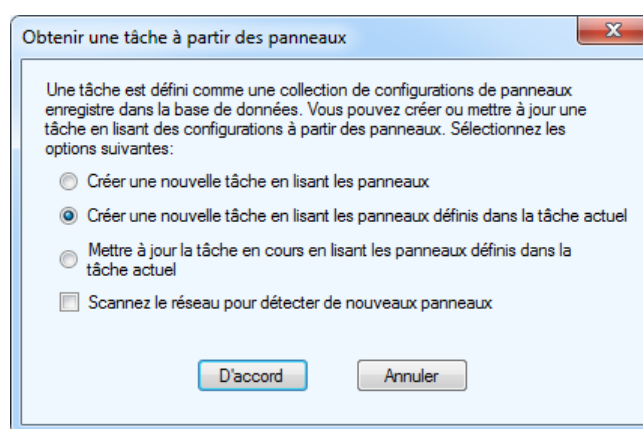 Obtenir une tâche à partir des panneaux
Une tâche est défini comme une collection de configurations de panneaux
enregistre dans la base de données. Vous pouvez créer ou mettre à jour une
tâche en lisant des configurations à partir des panneaux. Sélectionnez les
options suivantes:
Créer une nouvelle tâche en lisant les panneaux
Créer une nouvelle tâche en lisant les panneaux définis dans la tâche actuel
Mettre à jour la tâche en cours en lisant les panneaux définis dans la
tâche actuel
Scannez le réseau pour détecter de nouveaux panneaux
D'accord
Annuler